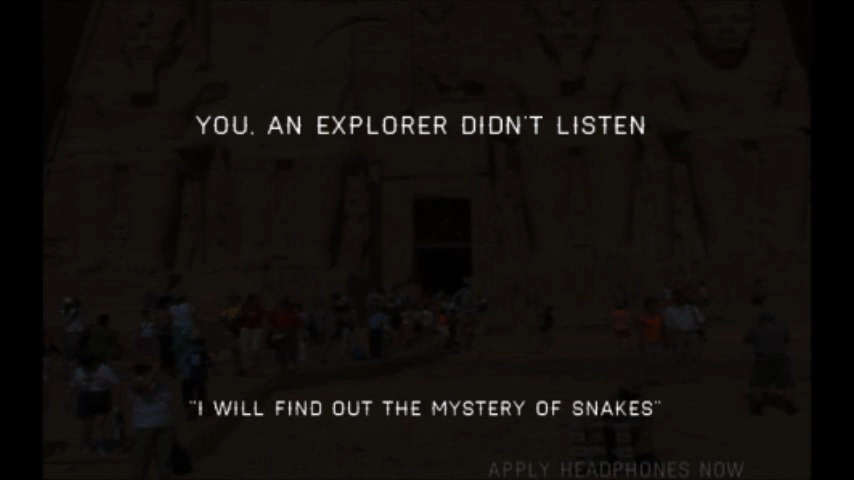 YOU, AN EXPLORER DIDN'T LISTEN
"I WILL FIND OUT THE MYSTERY OF SNAKES"
APPLY HEADPHONES NOW